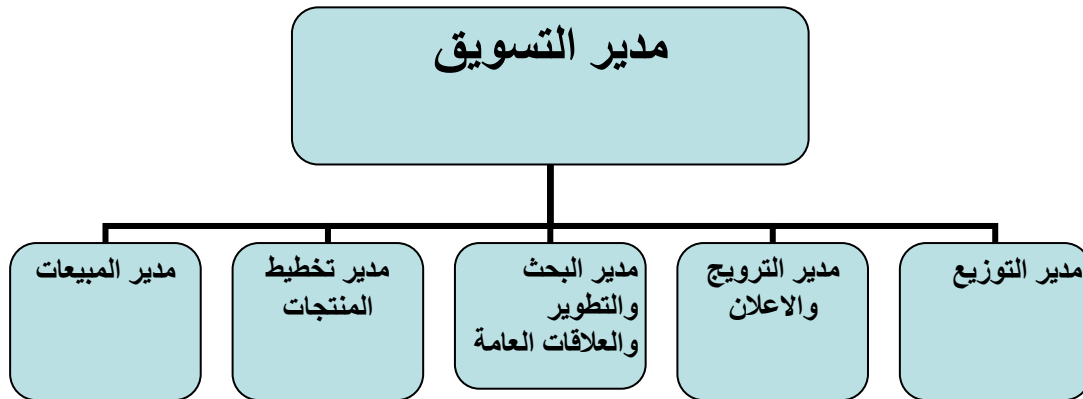 مدير التسويق
مدير التوزيع
مدير الترويج
والاعلان
مدير البحث
والتطوير
والعلاقات العامة
مدير تخطيط
المنتجات
مدير المبيعات